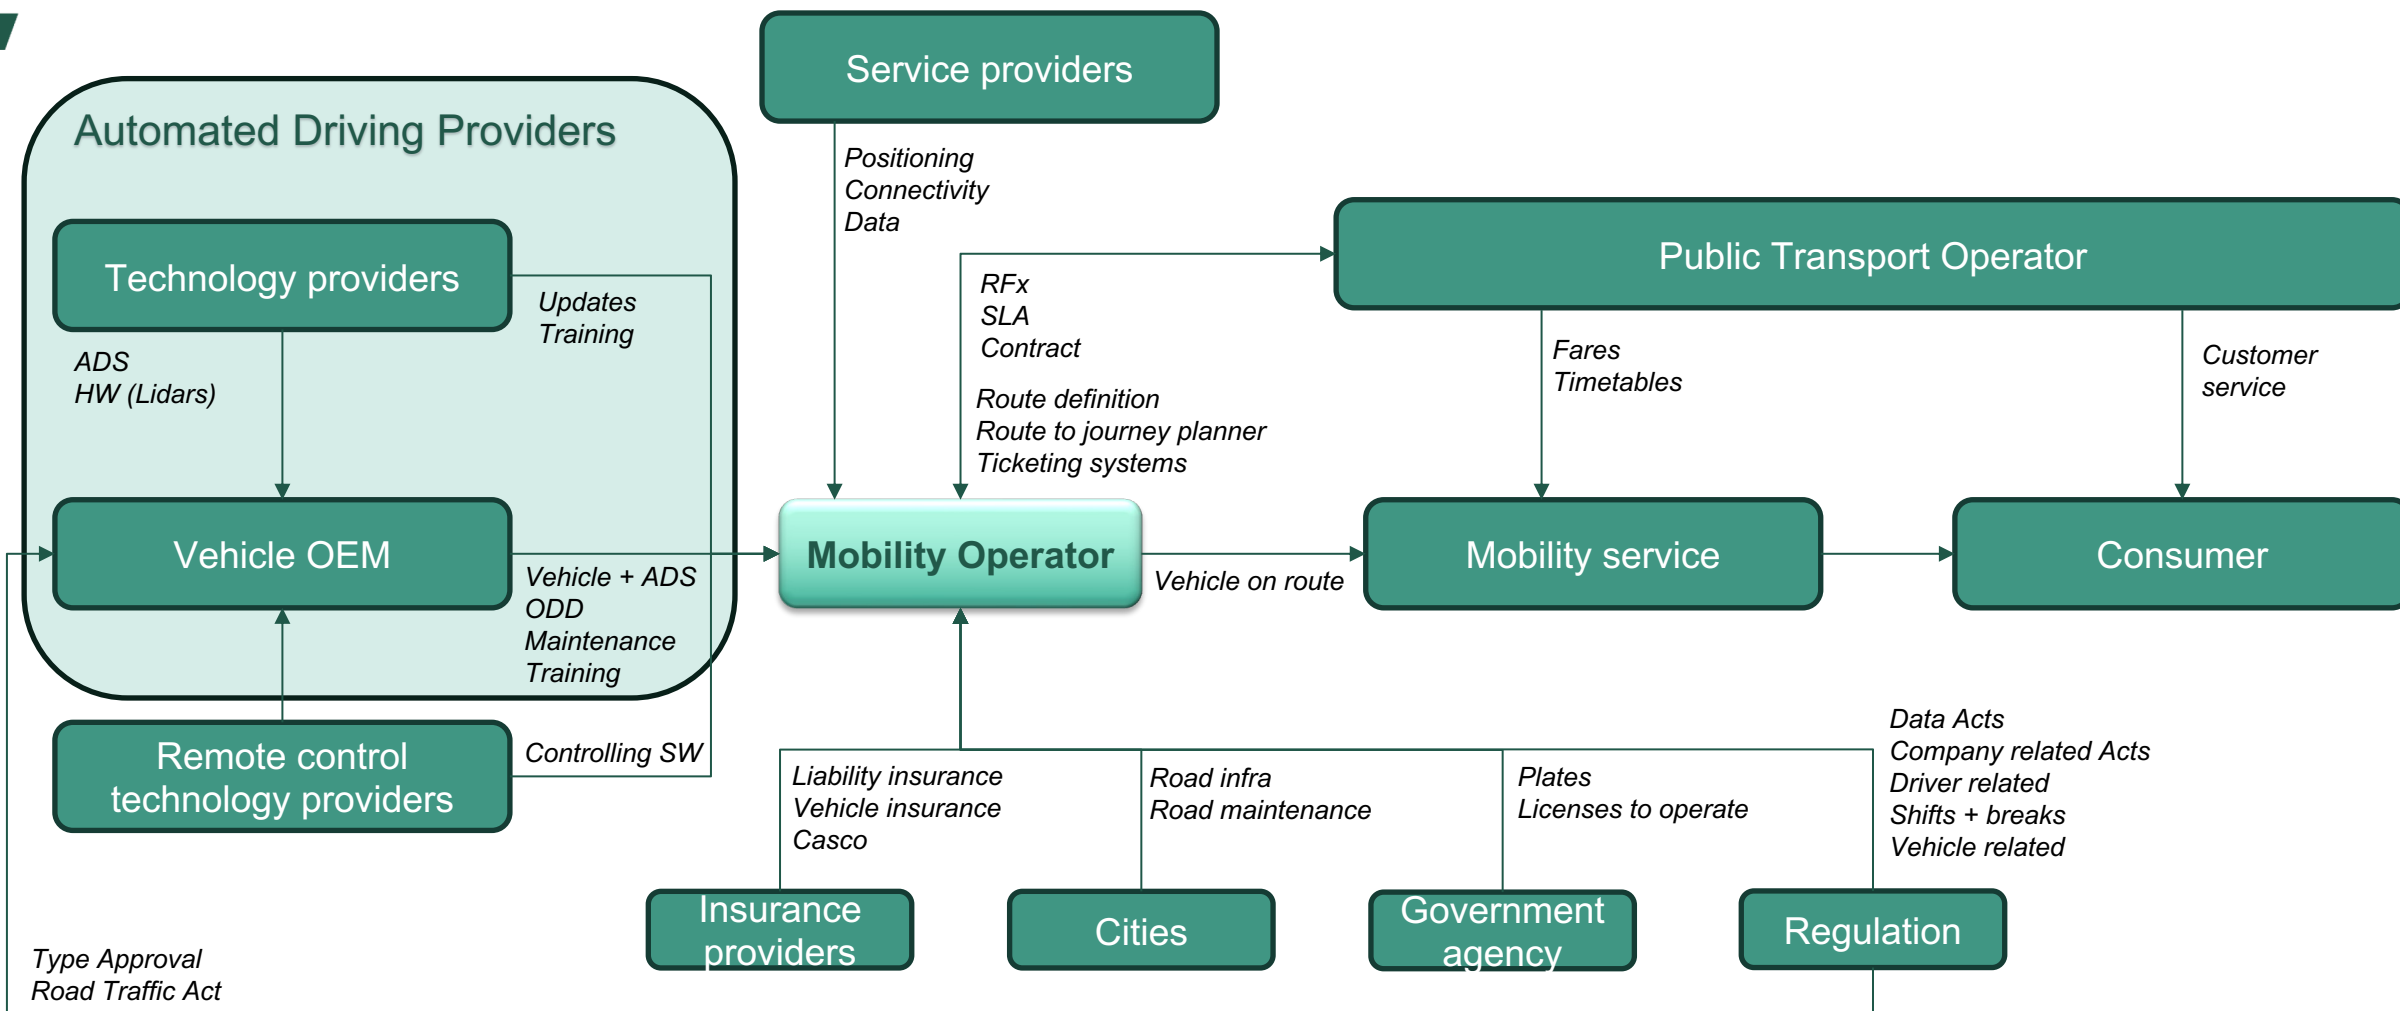 Service providers
Automated Driving Providers
Positioning
Connectivity
Data
Technology providers
Updates
Training
RFx
SLA
Contract
Public Transport Operator
ADS
HW (Lidars)
Route definition
Route to journey planner
Ticketing systems
Fares
Timetables
Customer
service
Vehicle OEM
Vehicle + ADS
ODD
Maintenance
Training
Mobility Operator
Vehicle on route
Mobility service
Consumer
Remote control
technology providers
Controlling SW
Liability insurance
Vehicle insurance
Casco
Road infra
Road maintenance
Plates
Licenses to operate
Data Acts
Company related Acts
Driver related
Shifts + breaks
Vehicle related
Insurance
providers
Cities
Government
agency
Regulation
Type Approval
Road Traffic Act